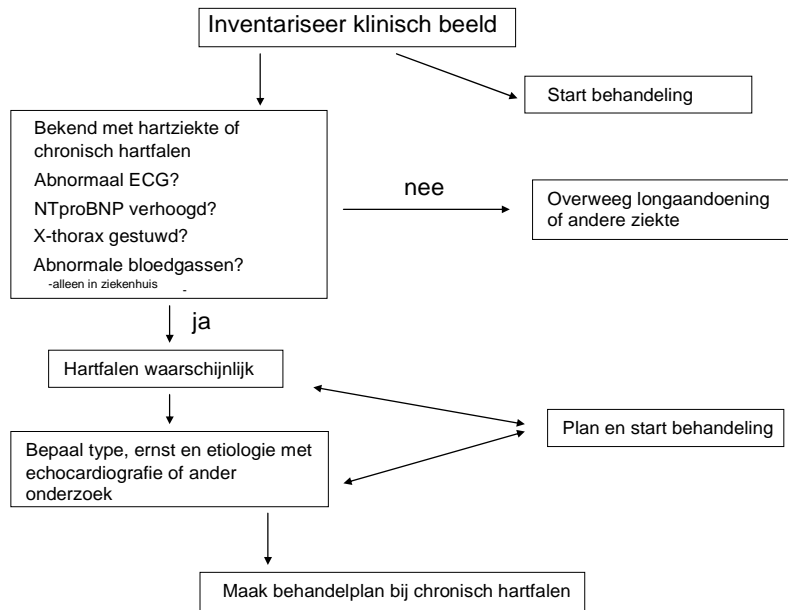 Inventariseer klinisch beeld
Start behandeling
Bekend met hartziekte of
chronisch hartfalen
Abnormaal ECG?
NTproBNP verhoogd?
X-thorax gestuwd?
Abnormale bloedgassen?
-alleen in ziekenhuis -
nee
Overweeg longaandoening
of andere ziekte
ja
Hartfalen waarschijnlijk
Plan en start behandeling
Bepaal type, ernst en etiologie met
echocardiografie of ander
onderzoek
Maak behandelplan bij chronisch hartfalen